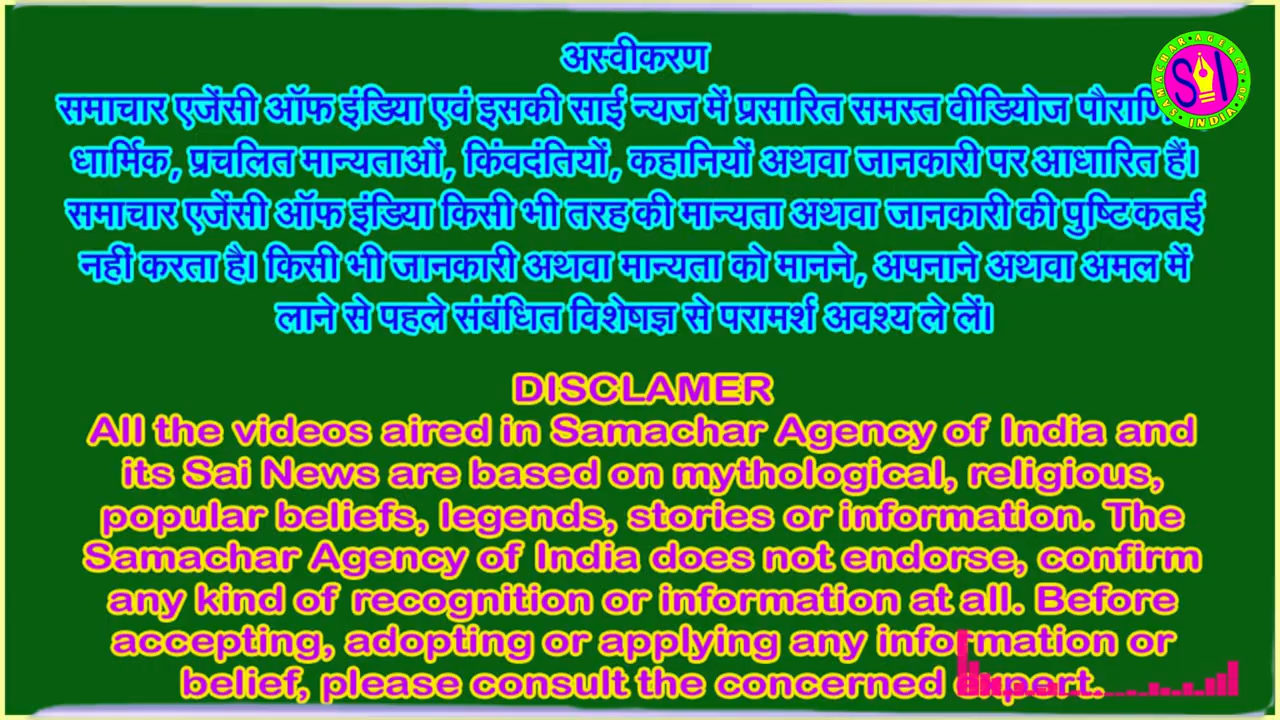 अस्वीकरण
समाचार एजेंसी ऑफ इंडिया एवं इसकी साई न्यज में प्रसारित समस्त वीडियोज
धार्मिक, प्रचलित मान्यताओं, किंवदंतियों, कहानियों अथवा जानकारी पर आधारित हैं।
समाचार एजेंसी ऑफ इंडिया किसी भी तरह की मान्यता अथवा जानकारी की पुष्टि कतई
नहीं करता है। किसी भी जानकारी अथवा मान्यता को मानने, अपनाने अथवा अमल में
लाने से पहले संबंधित विशेषज्ञ से परामर्श अवश्य ले लें।
DISCLAMER
All the videos aired in Samachar Agency of India and
its Sai News are based on mythological, religious,
popular beliefs, legends, stories or information. The
Samachar Agency of India does not endorse, confirm
any kind of recognition or information at all. Before
accepting, adopting or applying any information or
belief, please consult the concerned expert.
SAMACHAR AGENCY OF INDIA
SAI